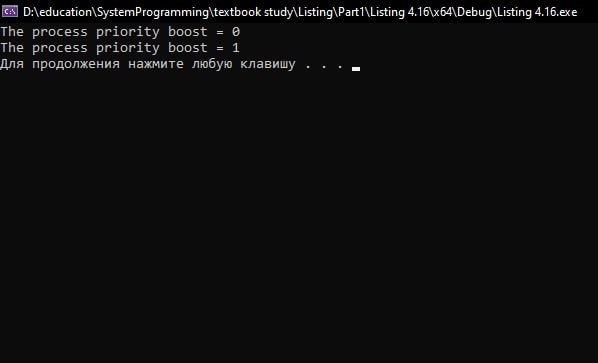 D:\education\SystemProgramming\textbook study\Listing\Part1\Listing 4.16\x64\Debug\Listing 4.16.exe
The process priority boost = 0
The process priority boost = 1
Для продолжения нажмите любую клавишу . . .